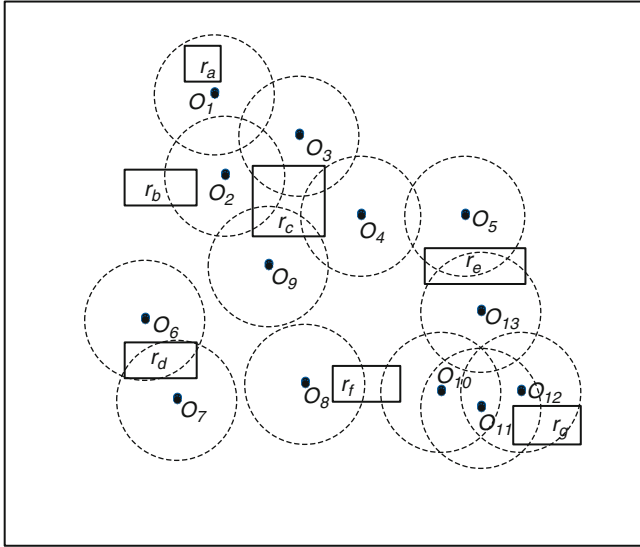 r_a
O_1
O_3
r_b
O_2
r_c
O_4
O_5
r_e
O_9
O_6
O_13
r_d
O_7
O_8
r_f
O_10
O_12
O_11
r_g